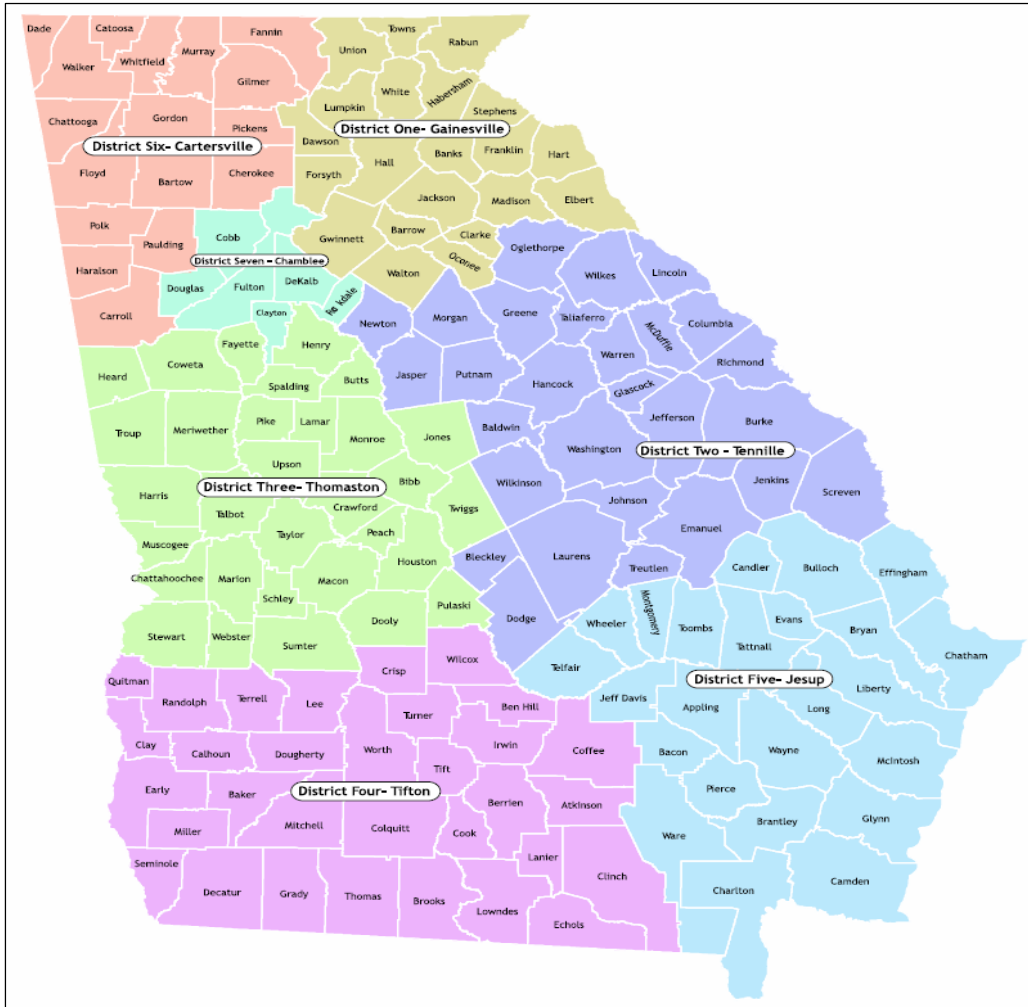 Dade
Catoosa
Fannin
Towns
Walker
Whitfield
Murray
Union
Rabun
Gilmer
White
Habersham
Lumpkin
Stephens
Chattooga
Gordon
Pickens
District One- Gainesville
District Six- Cartersville
Dawson
Hall
Banks
Franklin
Hart
Floyd
Bartow
Cherokee
Forsyth
Jackson
Madison
Elbert
Polk
Paulding
Cobb
Gwinnett
Barrow
Clarke
Oconee
Oglethorpe
District Seven - Chamblee
Haralson
Douglas
Fulton
DeKalb
Walton
Wilkes
Lincoln
Carroll
Clayton
kdale
Newton
Morgan
Greene
Taliaferro
McDuffie
Columbia
Fayette
Henry
Warren
Richmond
Heard
Coweta
Spalding
Butts
Jasper
Putnam
Hancock
Glascock
Troup
Meriwether
Pike
Lamar
Monroe
Jones
Baldwin
Jefferson
Burke
Upson
Washington
District Two - Tennille
Harris
District Three- Thomaston
Bibb
Wilkinson
Jenkins
Screven
Talbot
Crawford
Twiggs
Johnson
Muscogee
Taylor
Peach
Emanuel
Chattahoochee
Marion
Macon
Houston
Bleckley
Laurens
Treutlen
Candler
Bulloch
Effingham
Schley
Dooly
Pulaski
Dodge
Wheeler
Montgomery
Toombs
Evans
Bryan
Stewart
Webster
Sumter
Tattnall
Chatham
Crisp
Wilcox
Telfair
District Five- Jesup
Quitman
Randolph
Terrell
Lee
Ben Hill
Jeff Davis
Appling
Long
Liberty
Turner
Clay
Calhoun
Dougherty
Worth
Irwin
Coffee
Bacon
Wayne
McIntosh
Tift
Early
Baker
District Four- Tifton
Berrien
Atkinson
Pierce
Miller
Mitchell
Colquitt
Cook
Ware
Brantley
Glynn
Seminole
Lanier
Clinch
Decatur
Grady
Thomas
Brooks
Lowndes
Echols
Charlton
Camden